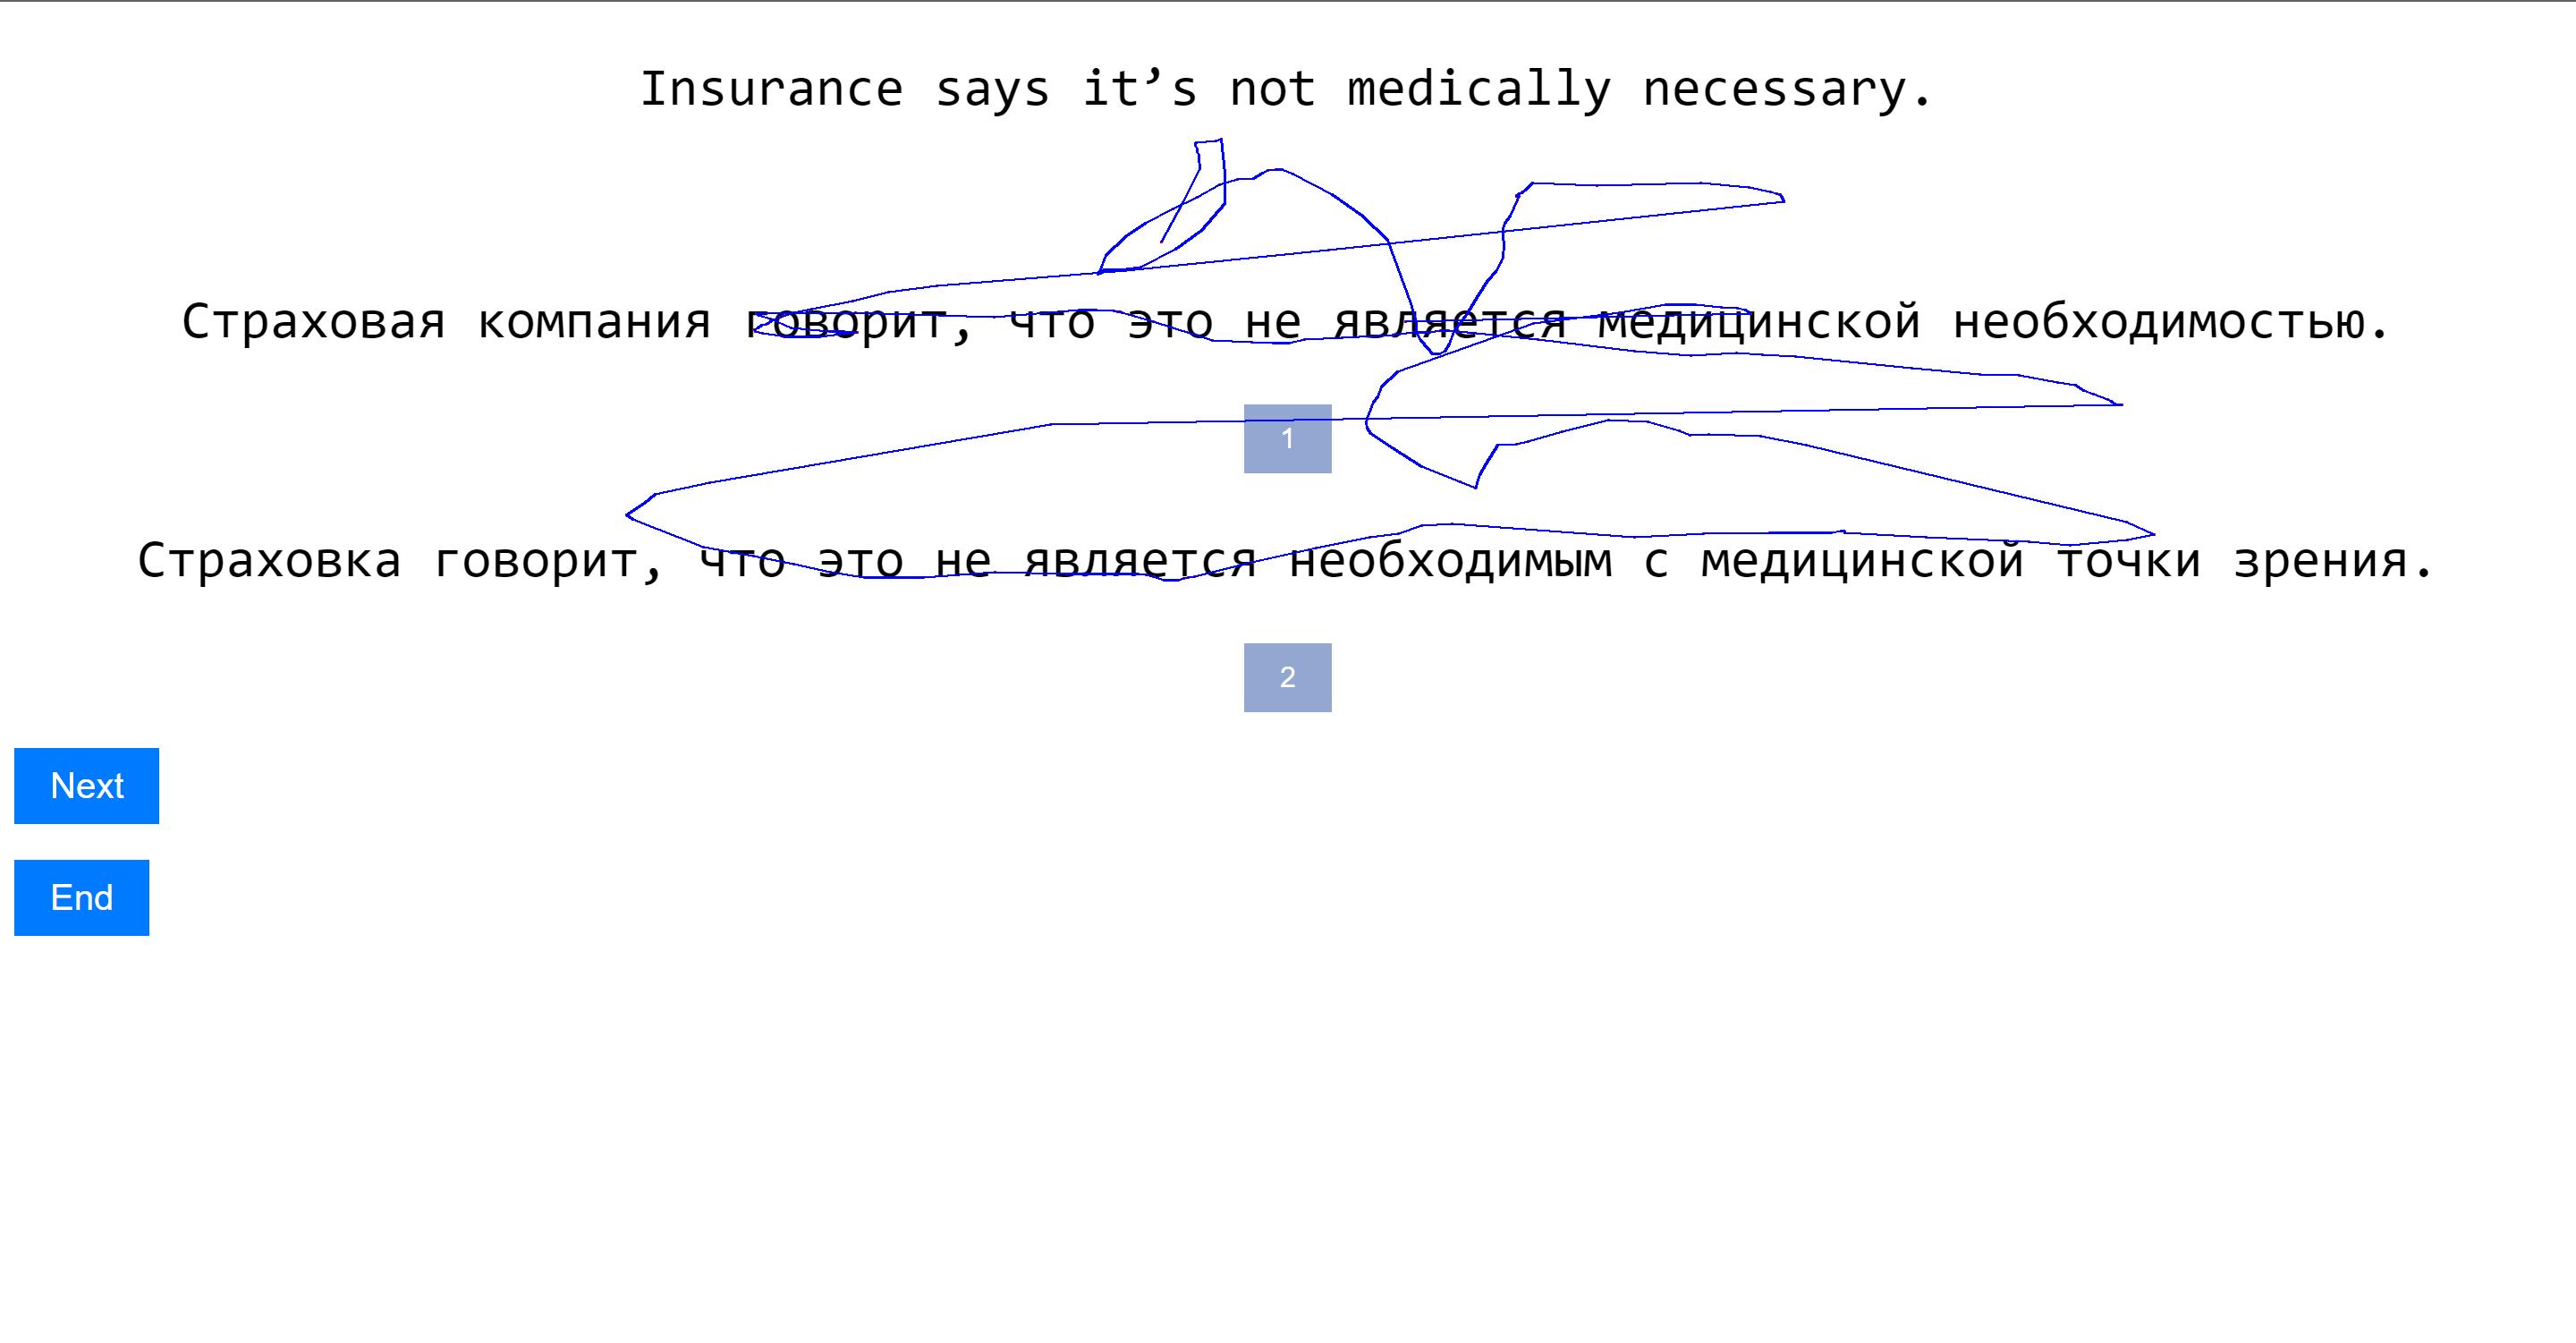 Insurance says it’s not medically necessary.
Страховая компания говорит, что это не является медицинской необходимостью.
1
Страховка говорит, что это не является необходимым с медицинской точки зрения.
2
Next
End